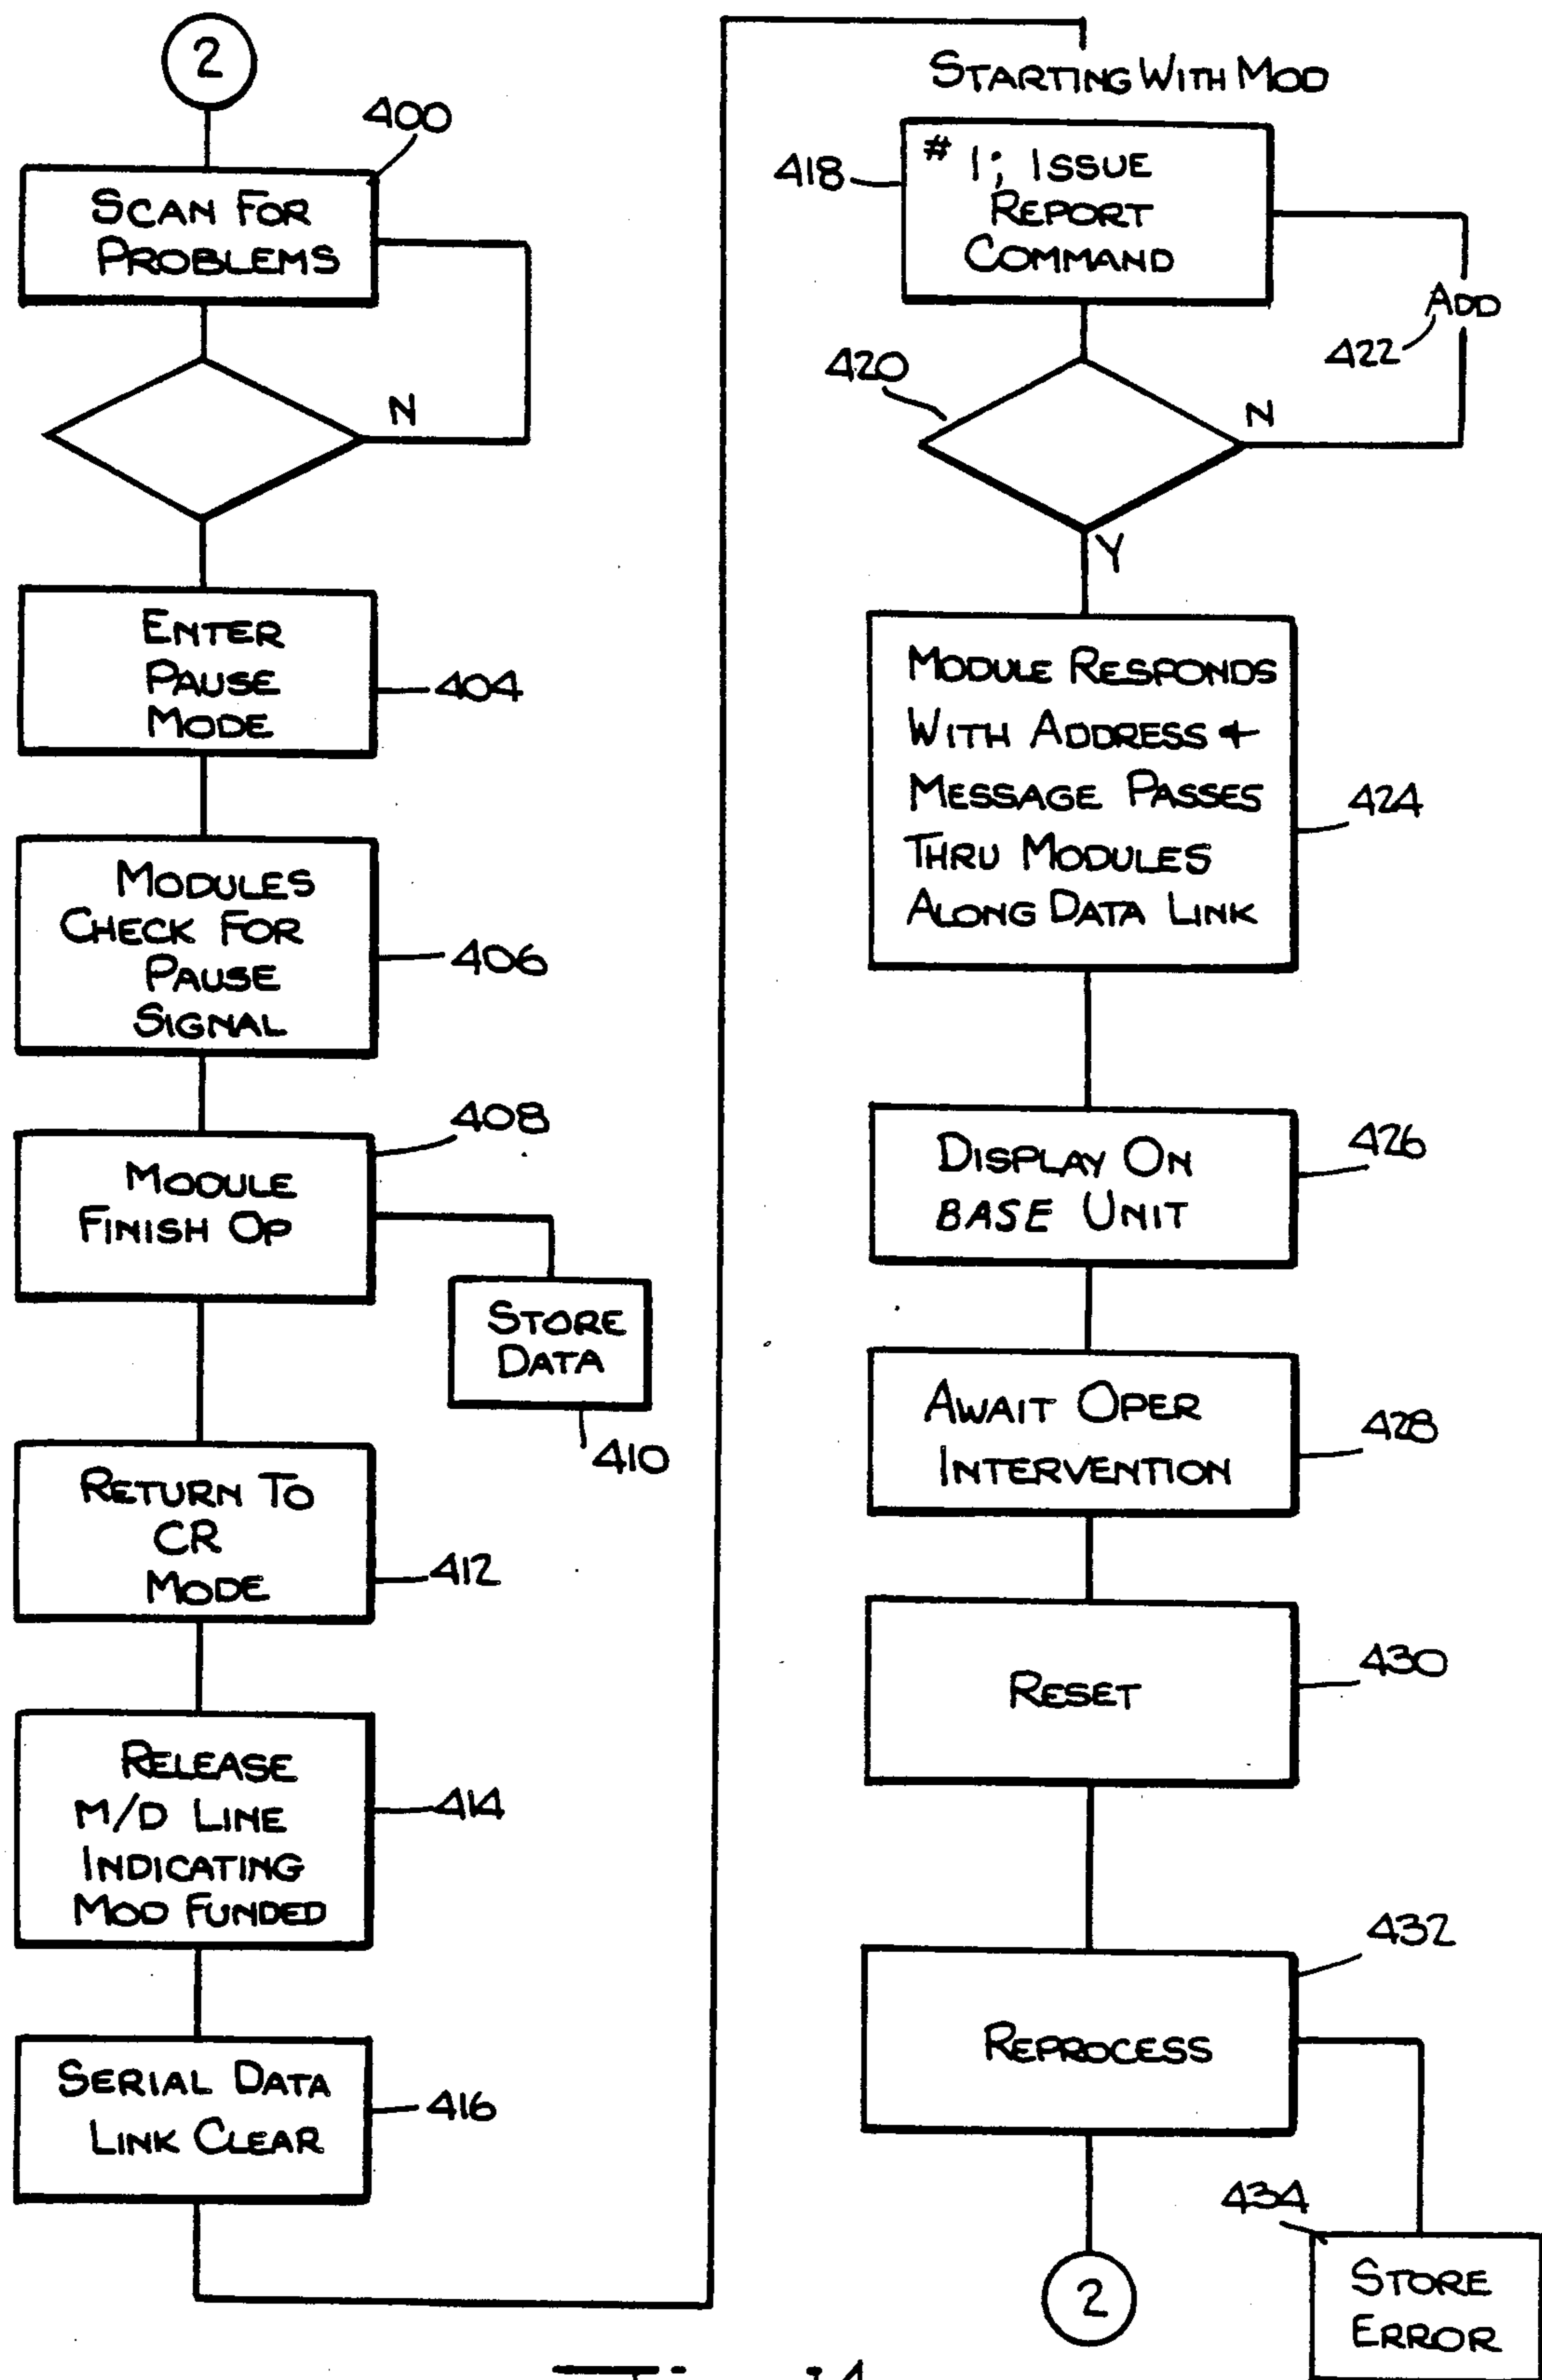 2
400
SCAN FOR
PROBLEMS
N
ENTER
PAUSE
MODE
404
MODULES
CHECK FOR
PAUSE
SIGNAL
406
408
MODULE
FINISH OP
STORE
DATA
410
RETURN TO
CR
MODE
412
RELEASE
M/D LINE
INDICATING
MOD FUNDED
414
SERIAL DATA
LINK CLEAR
416
STARTING WITH MOD
418
# 1; ISSUE
REPORT
COMMAND
ADD
422
420
N
Y
MODULE RESPONDS
WITH ADDRESS &
MESSAGE PASSES
THRU MODULES
ALONG DATA LINK
424
DISPLAY ON
BASE UNIT
426
AWAIT OPER
INTERVENTION
428
RESET
430
432
REPROCESS
434
STORE
ERROR
2